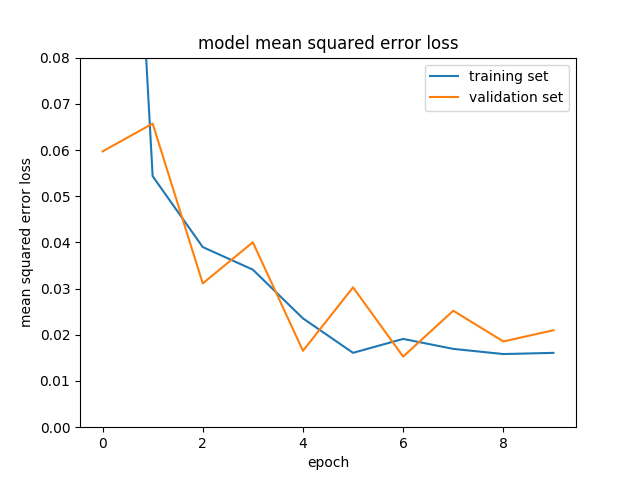 model mean squared error loss
training set
validation set
mean squared error loss
0.08
0.07
0.06
0.05
0.04
0.03
0.02
0.01
0.00
0 2 4 6 8
epoch